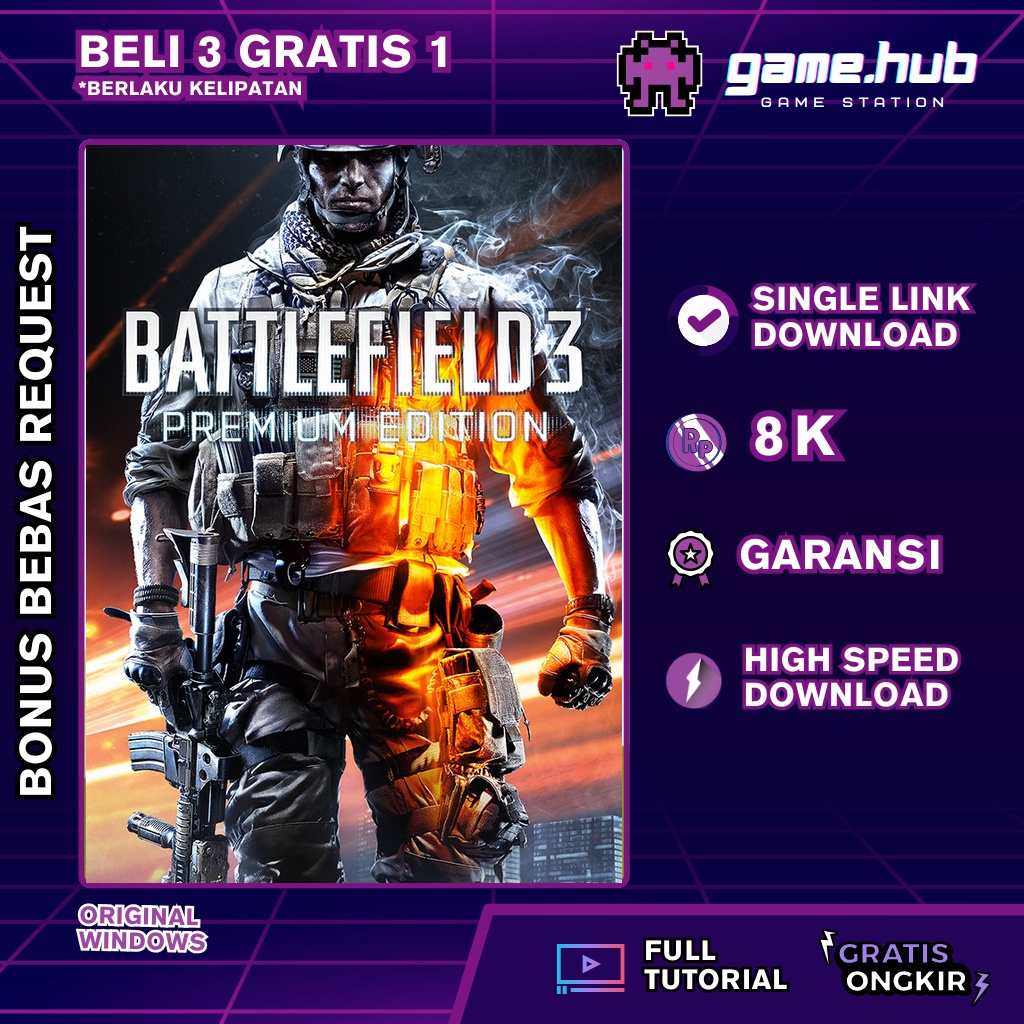 BELI 3 GRATIS 1
*BERLAKU KELIPATAN
game.hub
GAME STATION
BONUS BEBAS REQUEST
BATTLEFIELD 3
PREMIUM EDITION
SINGLE LINK
DOWNLOAD
Rp
8K
GARANSI
HIGH SPEED
DOWNLOAD
ORIGINAL
WINDOWS
FULL
TUTORIAL
GRATIS
ONGKIR